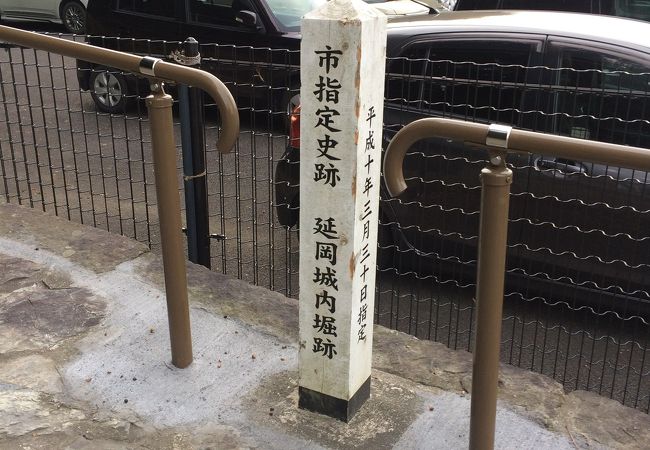 市指定史跡 延岡城内堀跡
平成十年三月三十日指定